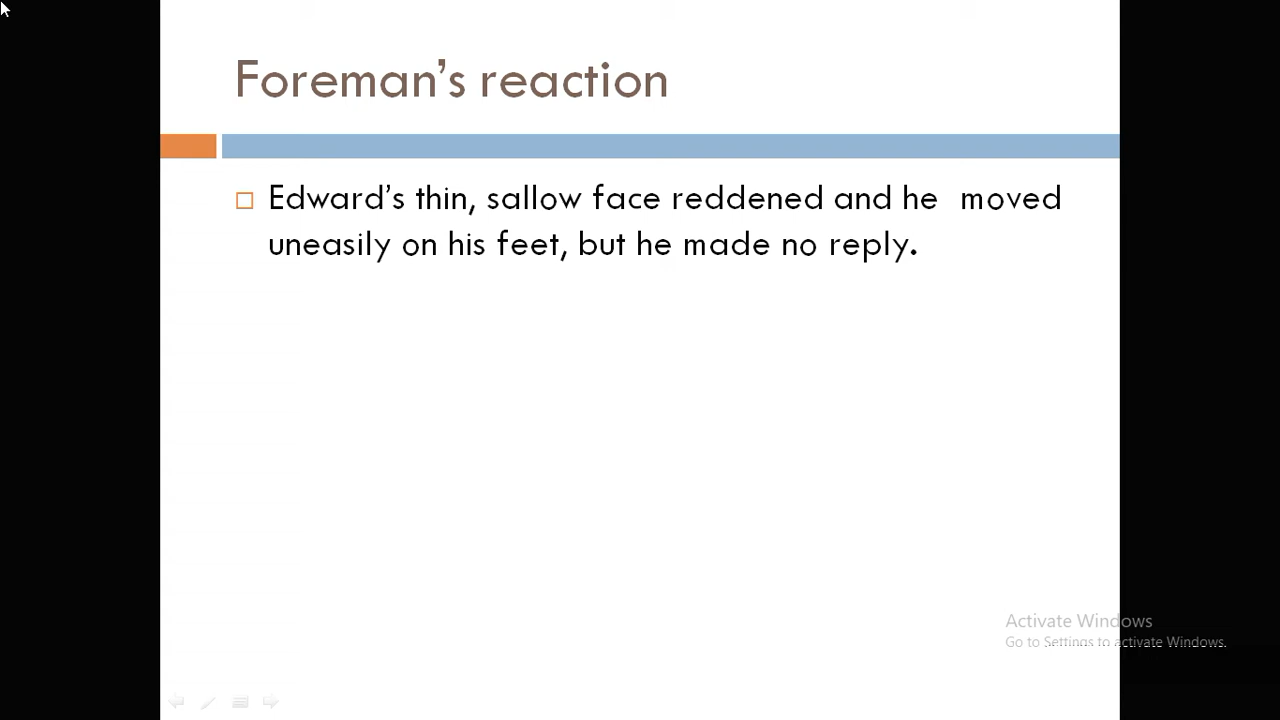 Foreman’s reaction
Edward’s thin, sallow face reddened and he  moved
uneasily on his feet, but he made no reply.
Activate Windows
Go to Settings to activate Windows.